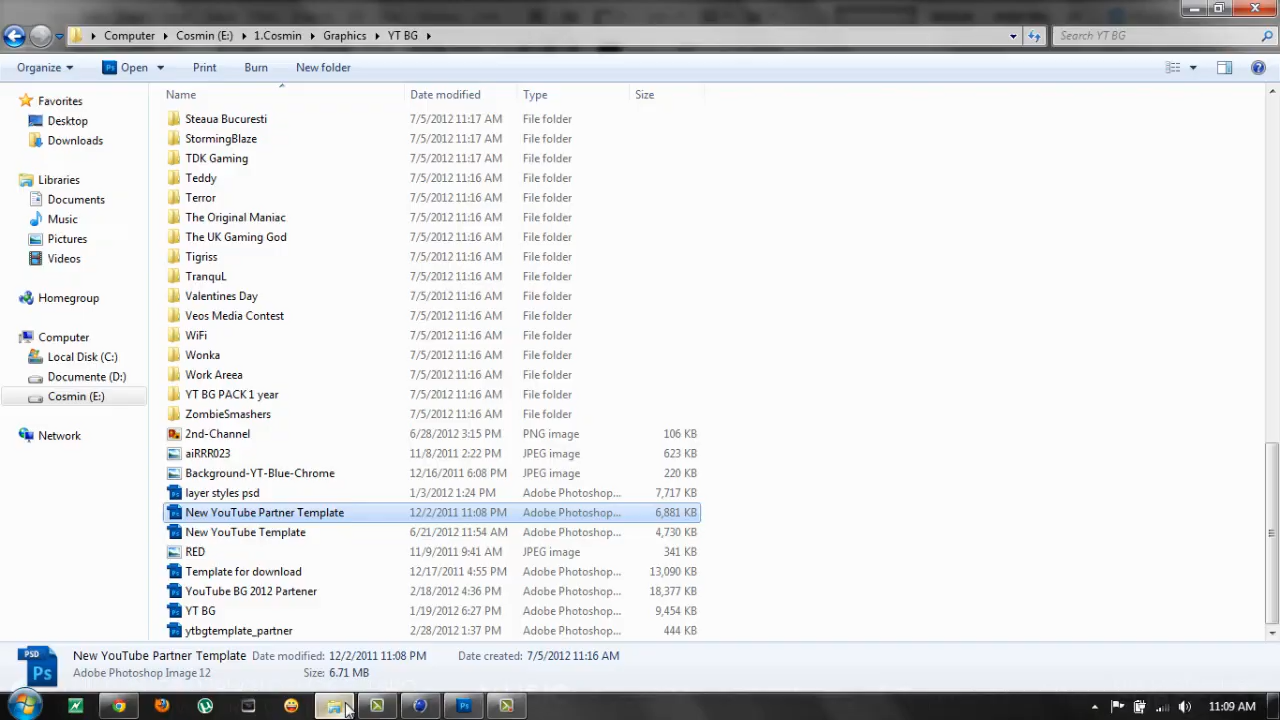 Computer Cosmin (E:) 1.Cosmin Graphics YT BG Search YT BG
Organize Open Print Burn New folder
Name Date modified Type Size
Favorites
Desktop
Downloads
Libraries
Documents
Music
Pictures
Videos
Homegroup
Computer
Local Disk (C:)
Documente (D:)
Cosmin (E:)
Network
Steaua Bucuresti 7/5/2012 11:17 AM File folder
StormingBlaze 7/5/2012 11:17 AM File folder
TDK Gaming 7/5/2012 11:17 AM File folder
Teddy 7/5/2012 11:16 AM File folder
Terror 7/5/2012 11:16 AM File folder
The Original Maniac 7/5/2012 11:16 AM File folder
The UK Gaming God 7/5/2012 11:16 AM File folder
Tigriss 7/5/2012 11:16 AM File folder
TranquL 7/5/2012 11:16 AM File folder
Valentines Day 7/5/2012 11:16 AM File folder
Veos Media Contest 7/5/2012 11:16 AM File folder
WiFi 7/5/2012 11:16 AM File folder
Wonka 7/5/2012 11:16 AM File folder
Work Areea 7/5/2012 11:16 AM File folder
YT BG PACK 1 year 7/5/2012 11:16 AM File folder
ZombieSmashers 7/5/2012 11:16 AM File folder
2nd-Channel 6/28/2012 3:15 PM PNG image 106 KB
aiRRR023 11/8/2011 2:22 PM JPEG image 623 KB
Background-YT-Blue-Chrome 12/16/2011 6:08 PM JPEG image 220 KB
layer styles psd 1/3/2012 1:24 PM Adobe Photoshop... 7,717 KB
New YouTube Partner Template 12/2/2011 11:08 PM Adobe Photoshop... 6,881 KB
New YouTube Template 6/21/2012 11:54 AM Adobe Photoshop... 4,730 KB
RED 11/9/2011 9:41 AM JPEG image 341 KB
Template for download 12/17/2011 4:55 PM Adobe Photoshop... 13,090 KB
YouTube BG 2012 Partener 2/18/2012 4:36 PM Adobe Photoshop... 18,377 KB
YT BG 1/19/2012 6:27 PM Adobe Photoshop... 9,454 KB
ytbgtemplate_partner 2/28/2012 1:37 PM Adobe Photoshop... 444 KB
PSD
Ps
New YouTube Partner Template Date modified: 12/2/2011 11:08 PM Date created: 7/5/2012 11:16 AM
Adobe Photoshop Image 12 Size: 6.71 MB
11:09 AM